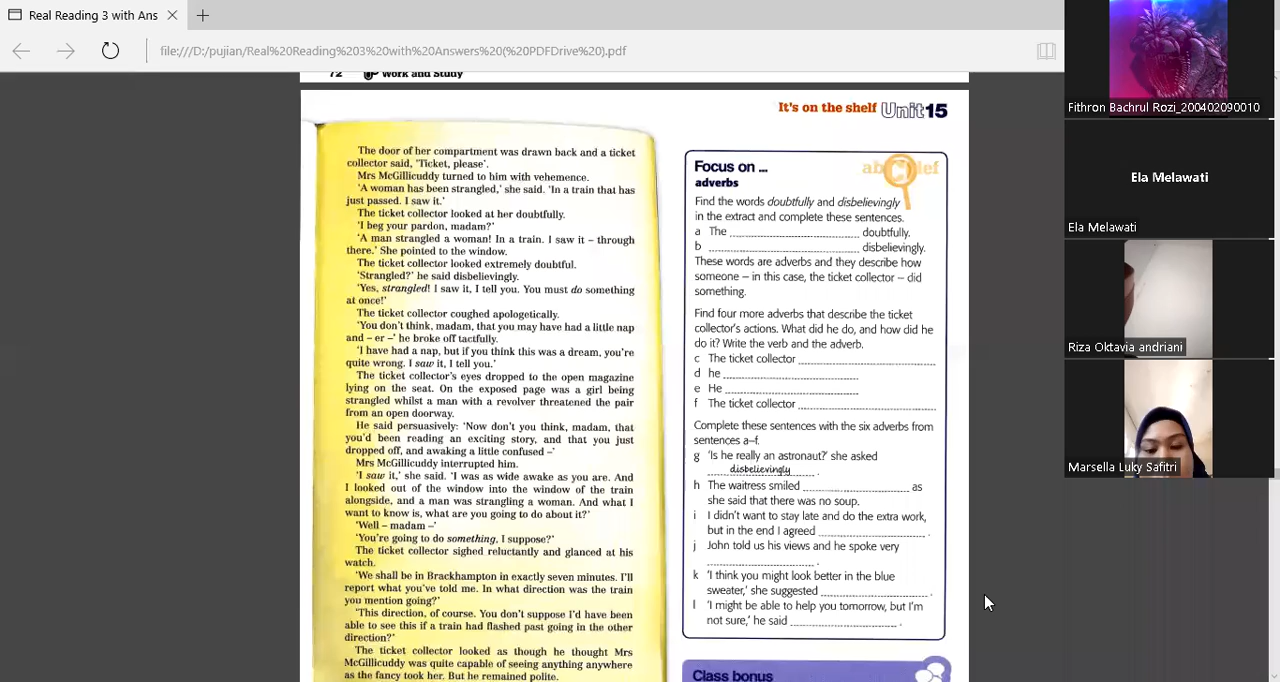 Real Reading 3 with Ans
file:///D:/pujian/Real%20Reading%203%20with%20Answers%20(%20PDFDrive%20).pdf
72 Work and Study
It's on the shelf Unit 15
The door of her compartment was drawn back and a ticket
collector said, 'Ticket, please'.
Mrs McGillicuddy turned to him with vehemence.
'A woman has been strangled,' she said. 'In a train that has
just passed. I saw it.'
The ticket collector looked at her doubtfully.
'I beg your pardon, madam?'
'A man strangled a woman! In a train. I saw it – through
there.' She pointed to the window.
The ticket collector looked extremely doubtful.
'Strangled?' he said disbelievingly.
'Yes, strangled! I saw it, I tell you. You must do something
at once!'
The ticket collector coughed apologetically.
'You don't think, madam, that you may have had a little nap
and – er –' he broke off tactfully.
'I have had a nap, but if you think this was a dream, you're
quite wrong. I saw it, I tell you.'
The ticket collector's eyes dropped to the open magazine
lying on the seat. On the exposed page was a girl being
strangled whilst a man with a revolver threatened the pair
from an open doorway.
He said persuasively: 'Now don't you think, madam, that
you'd been reading an exciting story, and that you just
dropped off, and awaking a little confused –'
Mrs McGillicuddy interrupted him.
'I saw it,' she said. 'I was as wide awake as you are. And
I looked out of the window into the window of the train
alongside, and a man was strangling a woman. And what I
want to know is, what are you going to do about it?'
'Well – madam –'
'You're going to do something, I suppose?'
The ticket collector sighed reluctantly and glanced at his
watch.
'We shall be in Brackhampton in exactly seven minutes. I'll
report what you've told me. In what direction was the train
you mention going?'
'This direction, of course. You don't suppose I'd have been
able to see this if a train had flashed past going in the other
direction?'
The ticket collector looked as though he thought Mrs
McGillicuddy was quite capable of seeing anything anywhere
as the fancy took her. But he remained polite.
Focus on ...
adverbs
Find the words doubtfully and disbelievingly
in the extract and complete these sentences.
a The doubtfully.
b disbelievingly.
These words are adverbs and they describe how
someone – in this case, the ticket collector – did
something.
Find four more adverbs that describe the ticket
collector's actions. What did he do, and how did he
do it? Write the verb and the adverb.
c The ticket collector
d he
e He
f The ticket collector
Complete these sentences with the six adverbs from
sentences a–f.
g 'Is he really an astronaut?' she asked
disbelievingly .
h The waitress smiled as
she said that there was no soup.
i I didn't want to stay late and do the extra work,
but in the end I agreed .
j John told us his views and he spoke very
.
k 'I think you might look better in the blue
sweater,' she suggested .
l 'I might be able to help you tomorrow, but I'm
not sure,' he said .
Class bonus
Fithron Bachrul Rozi_200402090010
Ela Melawati
Ela Melawati
Riza Oktavia andriani
Marsella Luky Safitri